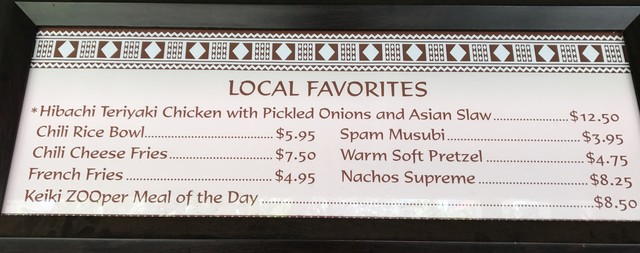 LOCAL FAVORITES
*Hibachi Teriyaki Chicken with Pickled Onions and Asian Slaw..................$12.50
Chili Rice Bowl..............................$5.95 Spam Musubi..............................$3.95
Chili Cheese Fries.........................$7.50 Warm Soft Pretzel.........................$4.75
French Fries..................................$4.95 Nachos Supreme.........................$8.25
Keiki ZOOper Meal of the Day..................................................................$8.50